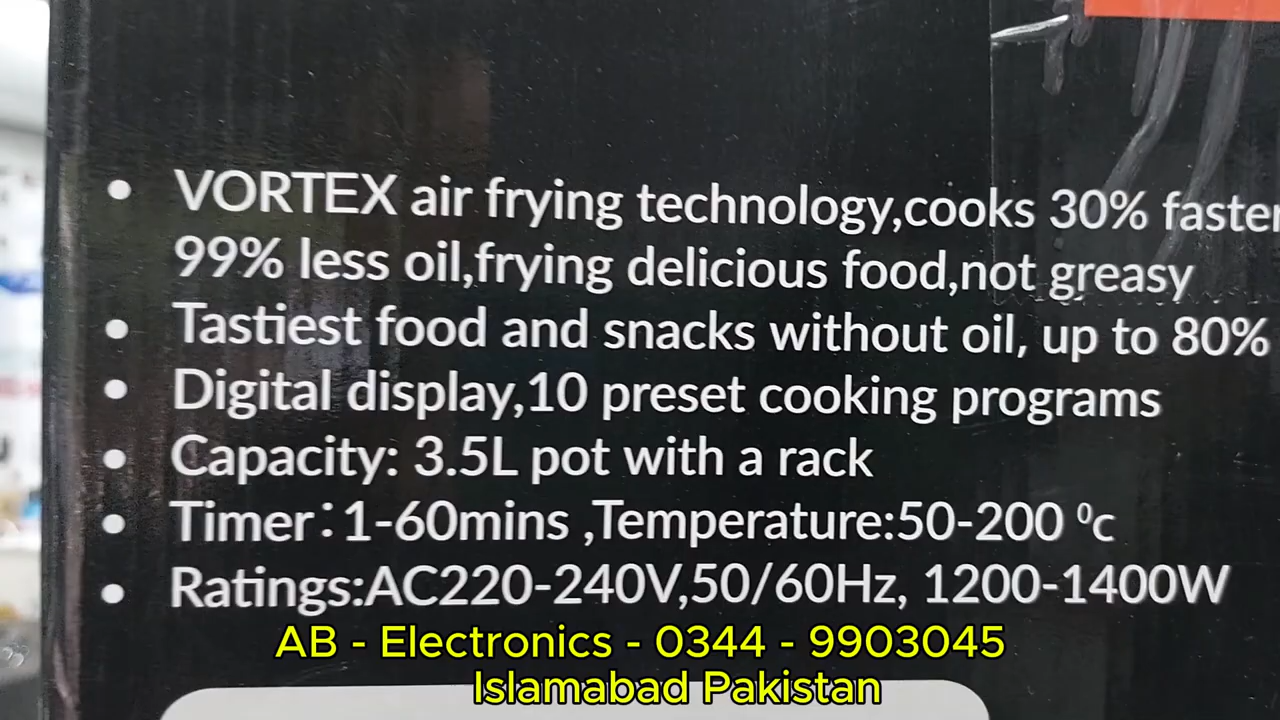 • VORTEX air frying technology,cooks 30% faster
99% less oil,frying delicious food,not greasy
• Tastiest food and snacks without oil, up to 80%
• Digital display,10 preset cooking programs
• Capacity: 3.5L pot with a rack
• Timer:1-60mins ,Temperature:50-200 ⁰c
• Ratings:AC220-240V,50/60Hz, 1200-1400W
AB - Electronics - 0344 - 9903045
Islamabad Pakistan